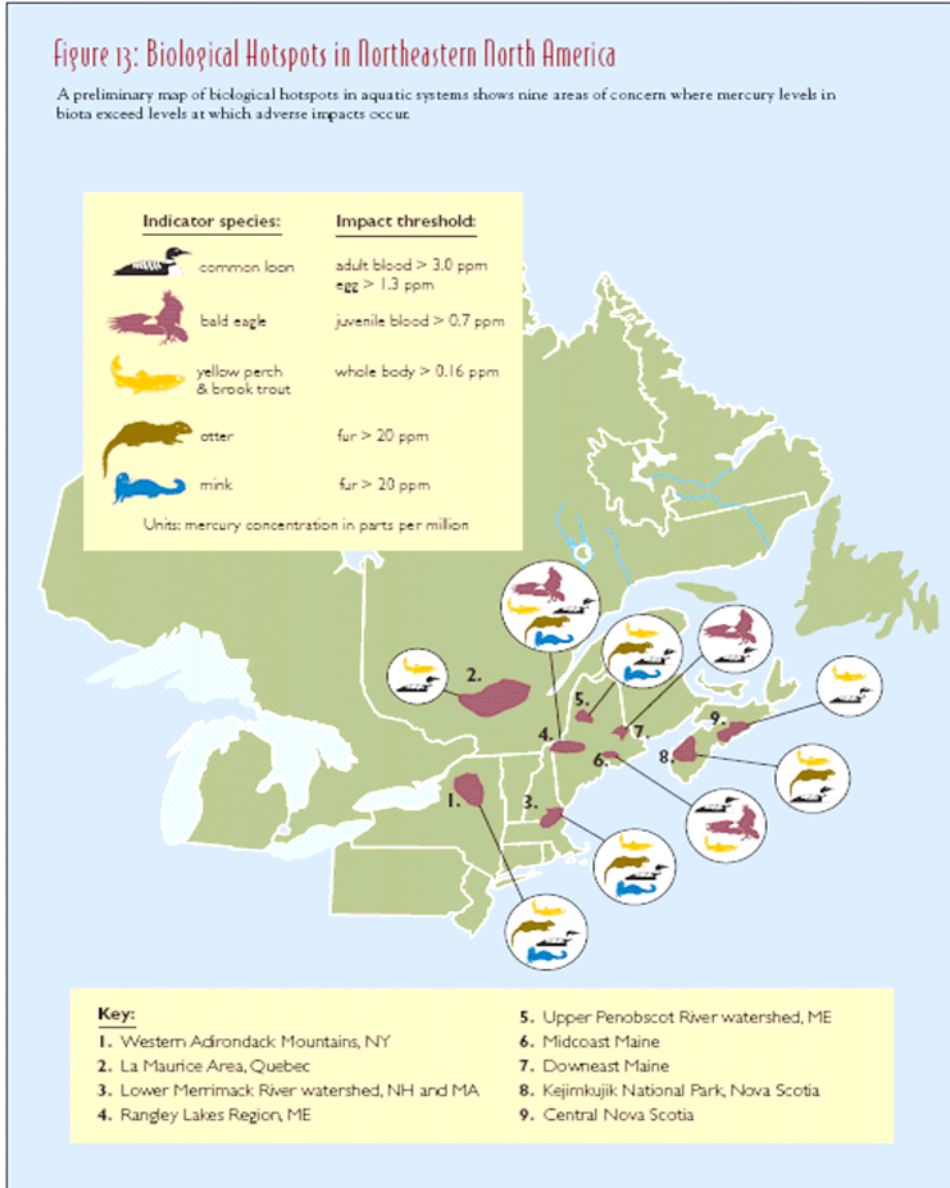 Figure 13: Biological Hotspots in Northeastern North America
A preliminary map of biological hotspots in aquatic systems shows nine areas of concern where mercury levels in
biota exceed levels at which adverse impacts occur.
Indicator species:
Impact threshold:
common loon
adult blood > 3.0 ppm
egg > 1.3 ppm
bald eagle
juvenile blood > 0.7 ppm
yellow perch
& brook trout
whole body > 0.16 ppm
otter
fur > 20 ppm
mink
fur > 20 ppm
Units: mercury concentration in parts per million
2.
5.
7.
9.
4.
6.
8.
1.
3.
Key:
1. Western Adirondack Mountains, NY
2. La Maurice Area, Quebec
3. Lower Merrimack River watershed, NH and MA
4. Rangley Lakes Region, ME
5. Upper Penobscot River watershed, ME
6. Midcoast Maine
7. Downeast Maine
8. Kejimkujik National Park, Nova Scotia
9. Central Nova Scotia